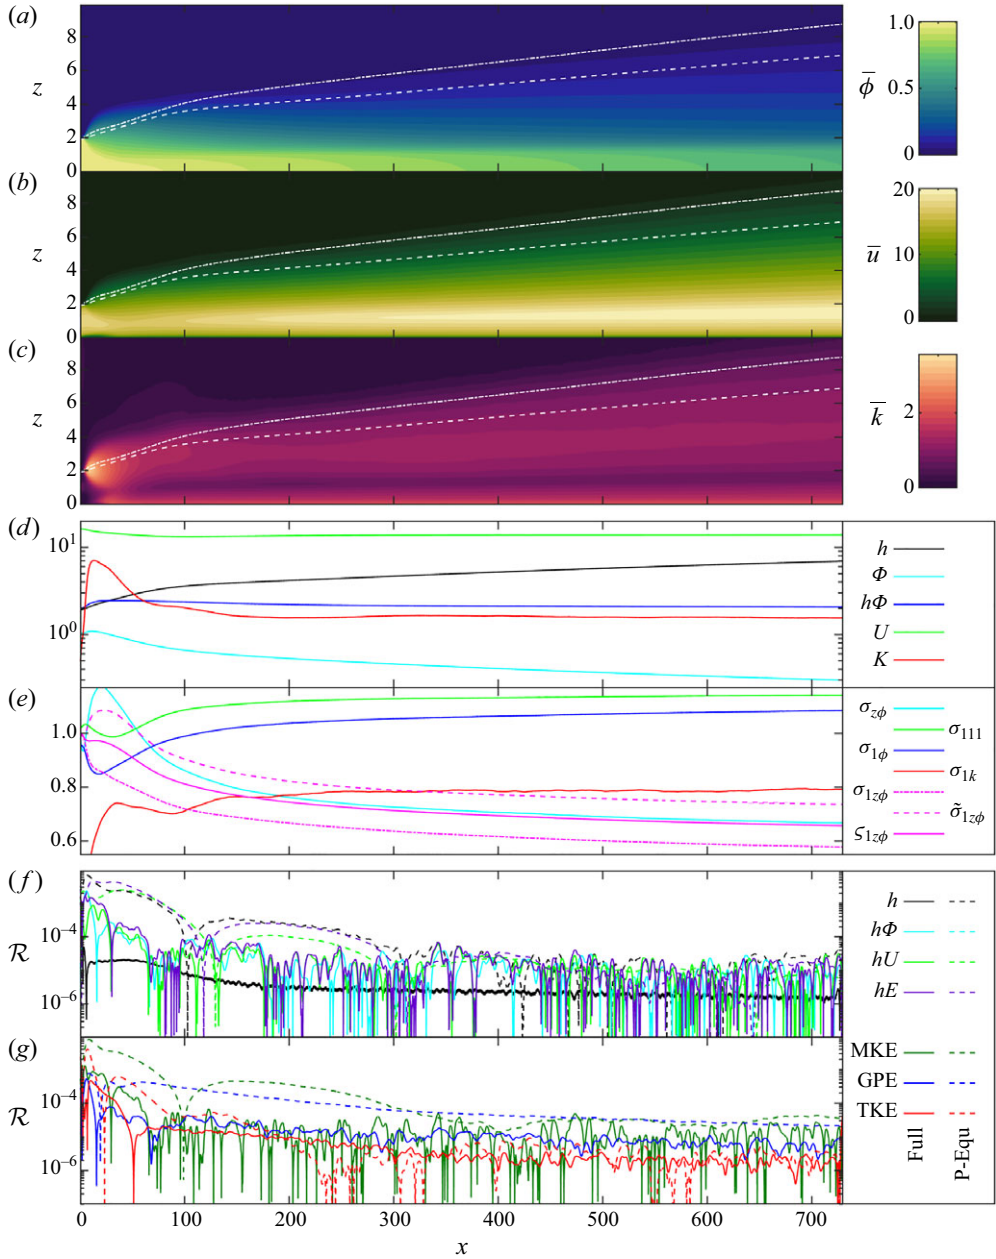 (a)
8
6
z
4
2
0
1.0
0.5
0
ϕ̅
(b)
8
6
z
4
2
0
20
10
0
u̅
(c)
8
6
z
4
2
0
2
0
k̅
(d)
10¹
10⁰
h
Φ
hΦ
U
K
(e)
1.0
0.8
0.6
σzϕ
σ111
σ1ϕ
σ1k
σ1zϕ
σ̃1zϕ
ς1zϕ
(f)
10⁻⁴
ℛ
10⁻⁶
h
hΦ
hU
hE
(g)
10⁻⁴
ℛ
10⁻⁶
MKE
GPE
TKE
Full
P-Equ
0 100 200 300 400 500 600 700
x